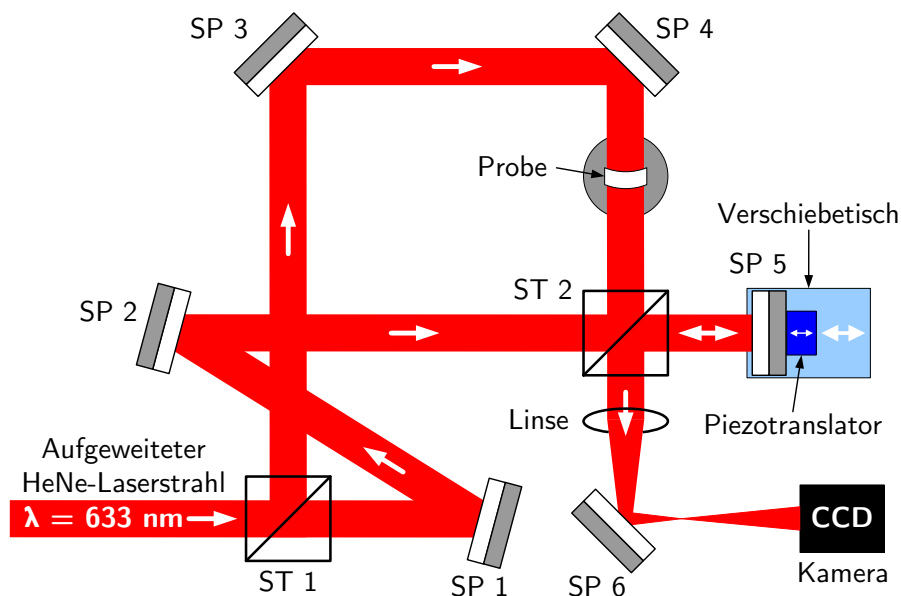 SP 3
SP 4
Probe
Verschiebetisch
SP 5
ST 2
SP 2
Linse
Piezotranslator
Aufgeweiteter
HeNe-Laserstrahl
λ = 633 nm
CCD
ST 1
SP 1
SP 6
Kamera